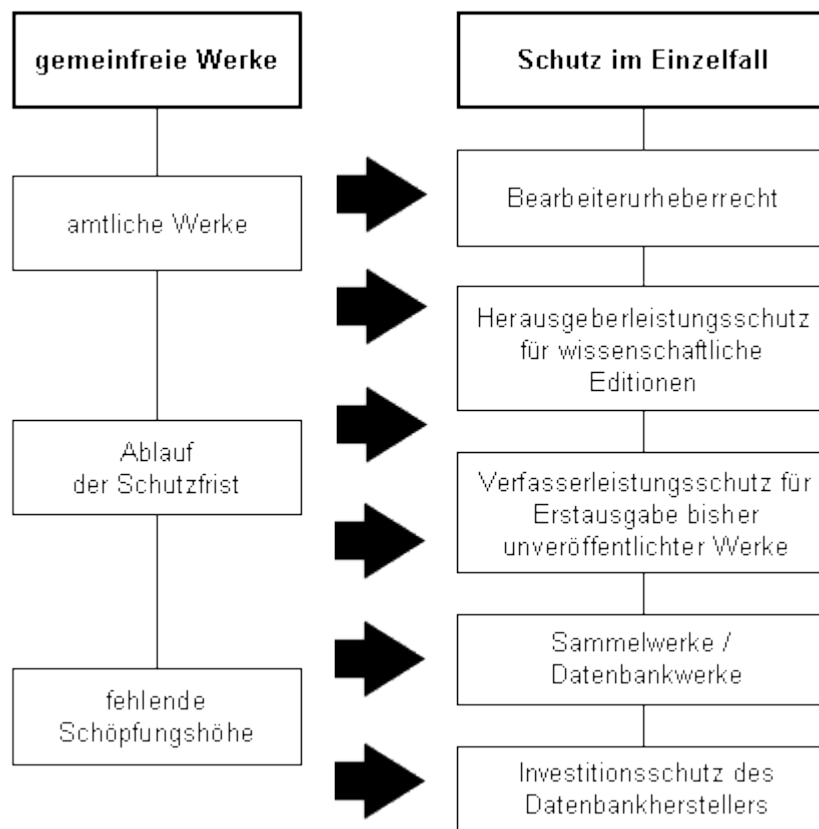 gemeinfreie Werke
amtliche Werke
Ablauf
der Schutzfrist
fehlende
Schöpfungshöhe
Schutz im Einzelfall
Bearbeiterurheberrecht
Herausgeberleistungsschutz
für wissenschaftliche
Editionen
Verfasserleistungsschutz für
Erstausgabe bisher
unveröffentlichter Werke
Sammelwerke /
Datenbankwerke
Investitionsschutz des
Datenbankherstellers